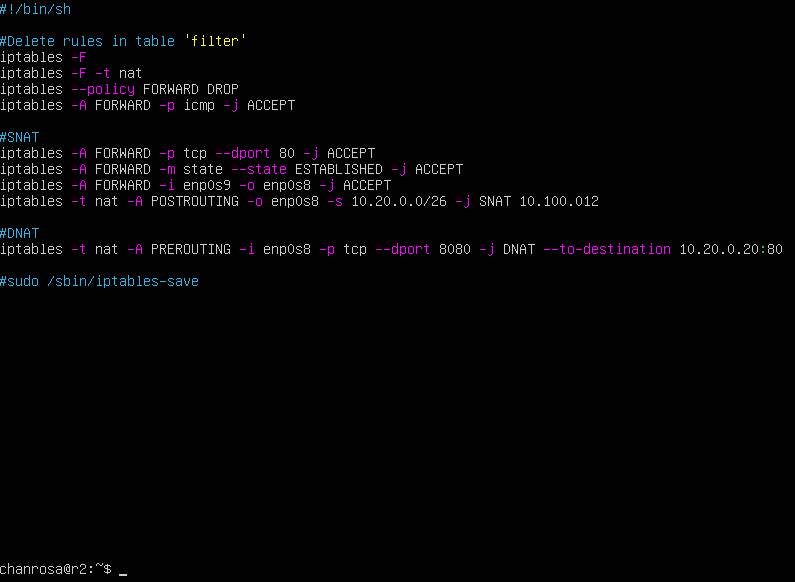 #!/bin/sh
#Delete rules in table 'filter'
iptables -F
iptables -F -t nat
iptables --policy FORWARD DROP
iptables -A FORWARD -p icmp -j ACCEPT
#SNAT
iptables -A FORWARD -p tcp --dport 80 -j ACCEPT
iptables -A FORWARD -m state --state ESTABLISHED -j ACCEPT
iptables -A FORWARD -i enp0s9 -o enp0s8 -j ACCEPT
iptables -t nat -A POSTROUTING -o enp0s8 -s 10.20.0.0/26 -j SNAT 10.100.012
#DNAT
iptables -t nat -A PREROUTING -i enp0s8 -p tcp --dport 8080 -j DNAT --to-destination 10.20.0.20:80
#sudo /sbin/iptables-save
chanrosa@r2:~$ _